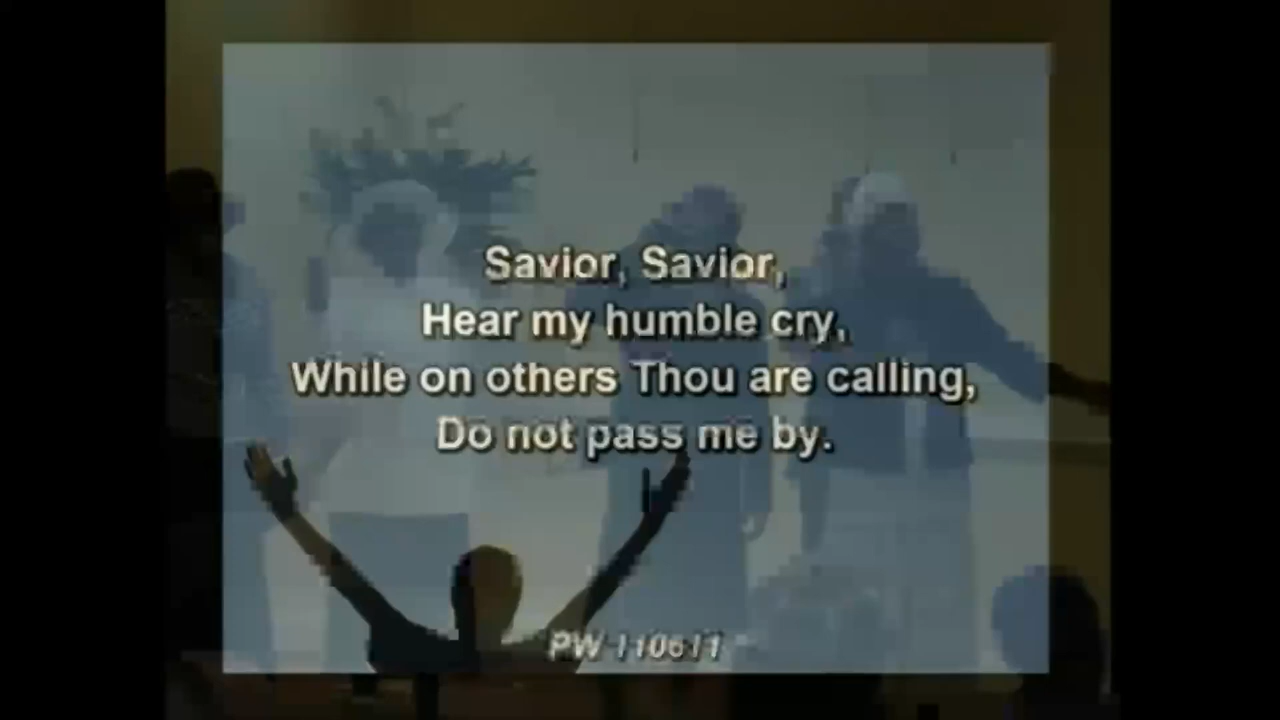 Savior, Savior,
Hear my humble cry,
While on others Thou are calling,
Do not pass me by.
PW 110611